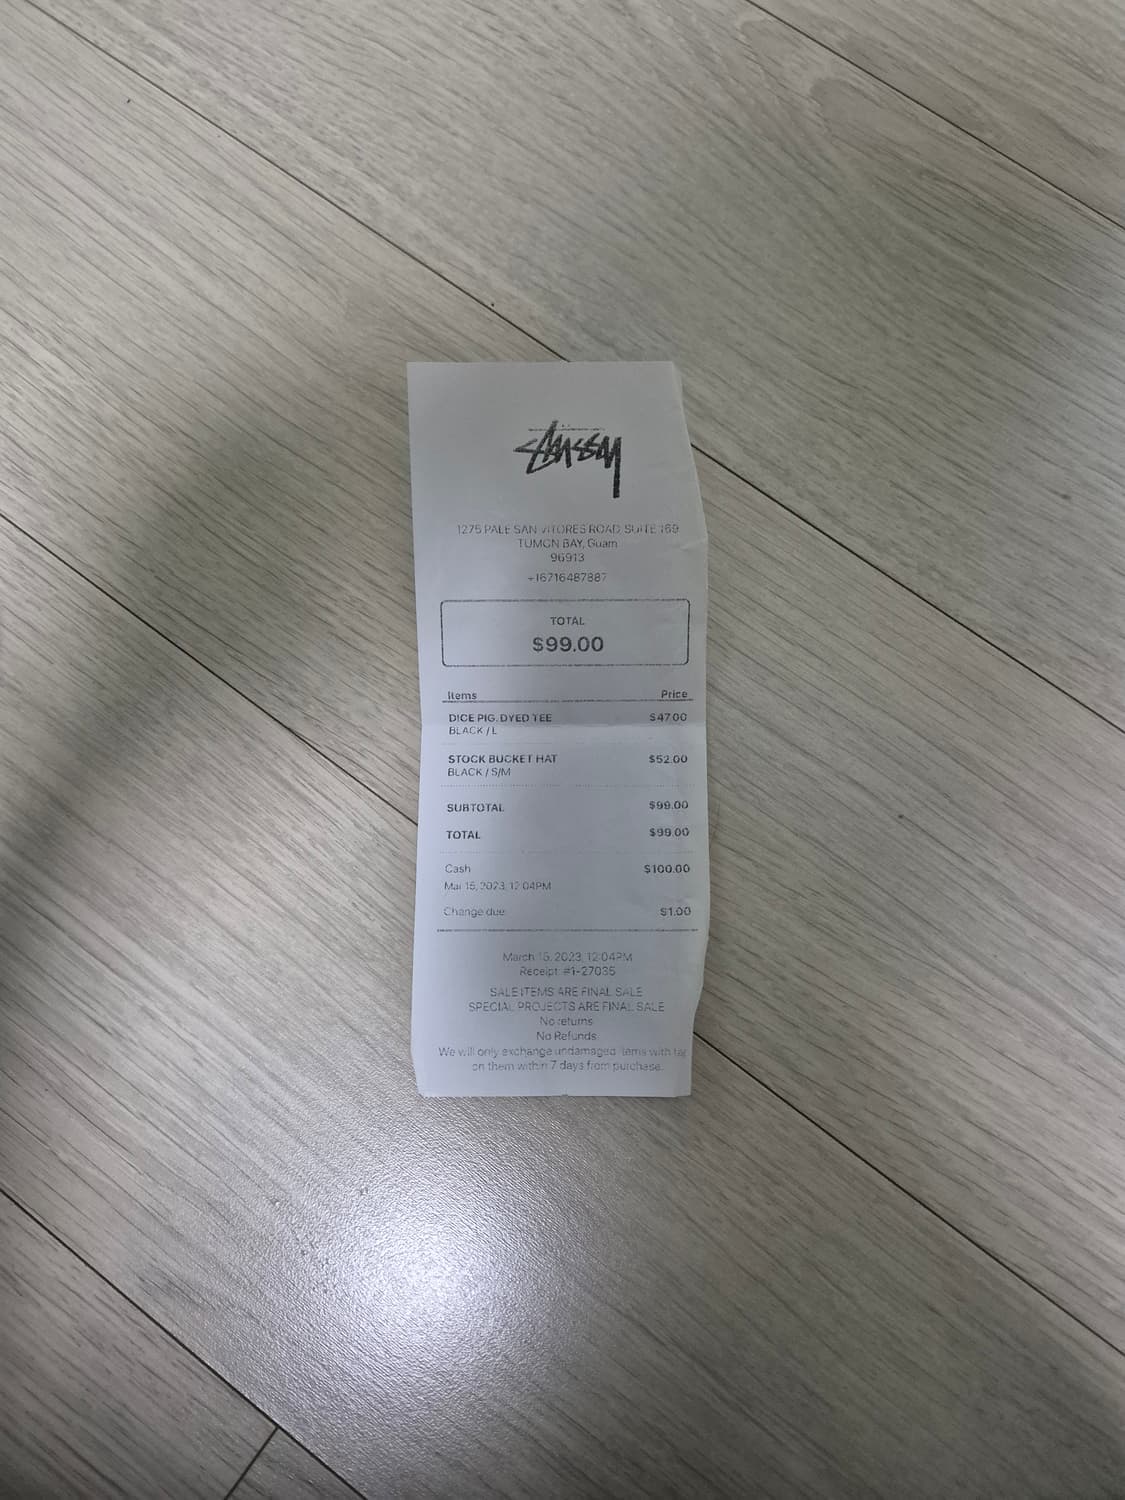 STÜSSY
1275 PALE SAN VITORES ROAD, SUITE 169
TUMON BAY, Guam
96913
+16716487887
TOTAL
$99.00
Items Price
DICE PIG. DYED TEE $47.00
BLACK / L
STOCK BUCKET HAT $52.00
BLACK / S/M
SUBTOTAL $99.00
TOTAL $99.00
Cash $100.00
Mar 15, 2023, 12:04PM
Change due $1.00
March 15, 2023, 12:04PM
Receipt #1-27035
SALE ITEMS ARE FINAL SALE
SPECIAL PROJECTS ARE FINAL SALE
No returns
No Refunds
We will only exchange undamaged items with tag
on them within 7 days from purchase.